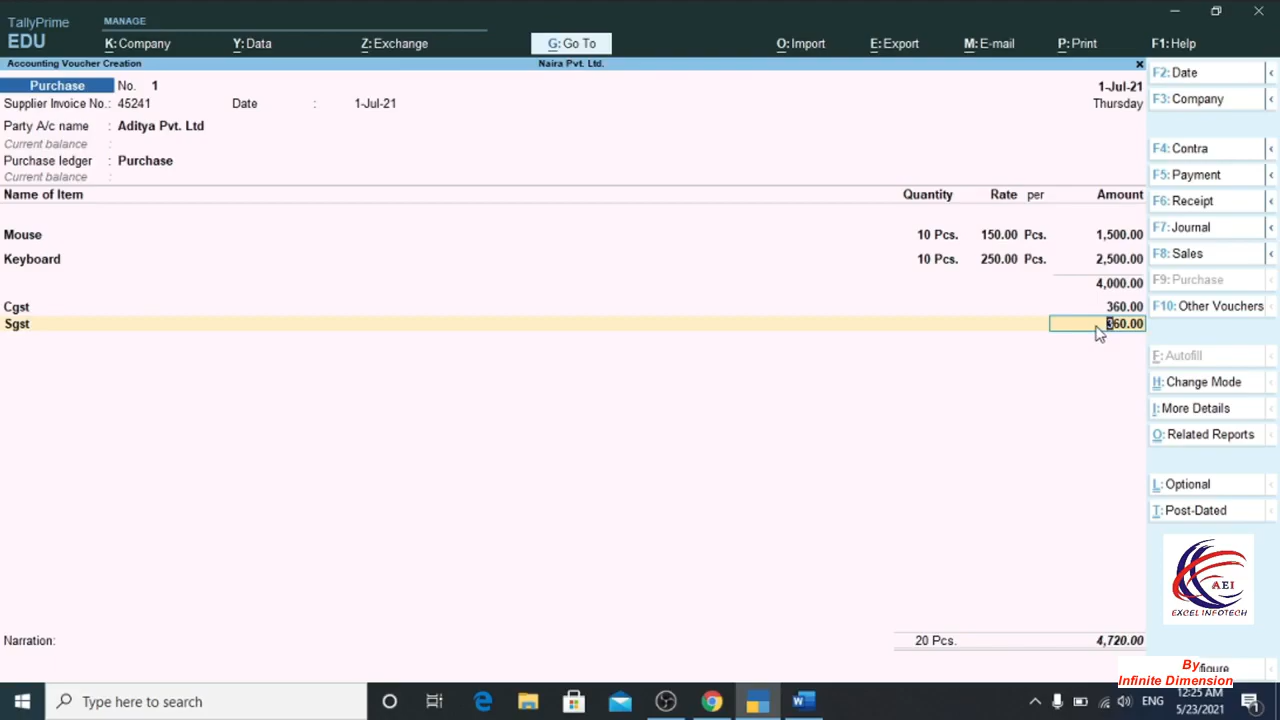 TallyPrime
EDU
MANAGE
K: Company
Y: Data
Z: Exchange
G: Go To
O: Import
E: Export
M: E-mail
P: Print
F1: Help
Accounting Voucher Creation
Naira Pvt. Ltd.
Purchase No. 1
1-Jul-21
Supplier Invoice No.: 45241 Date : 1-Jul-21
Thursday
Party A/c name : Aditya Pvt. Ltd
Current balance :
Purchase ledger : Purchase
Current balance :
Name of Item Quantity Rate per Amount
Mouse 10 Pcs. 150.00 Pcs. 1,500.00
Keyboard 10 Pcs. 250.00 Pcs. 2,500.00
4,000.00
Cgst 360.00
Sgst 360.00
Narration: 20 Pcs. 4,720.00
F2: Date
F3: Company
F4: Contra
F5: Payment
F6: Receipt
F7: Journal
F8: Sales
F9: Purchase
F10: Other Vouchers
F: Autofill
H: Change Mode
I: More Details
O: Related Reports
L: Optional
T: Post-Dated
AEI
EXCEL INFOTECH
By
Infinite Dimension
Type here to search
ENG
12:25 AM
5/23/2021
1